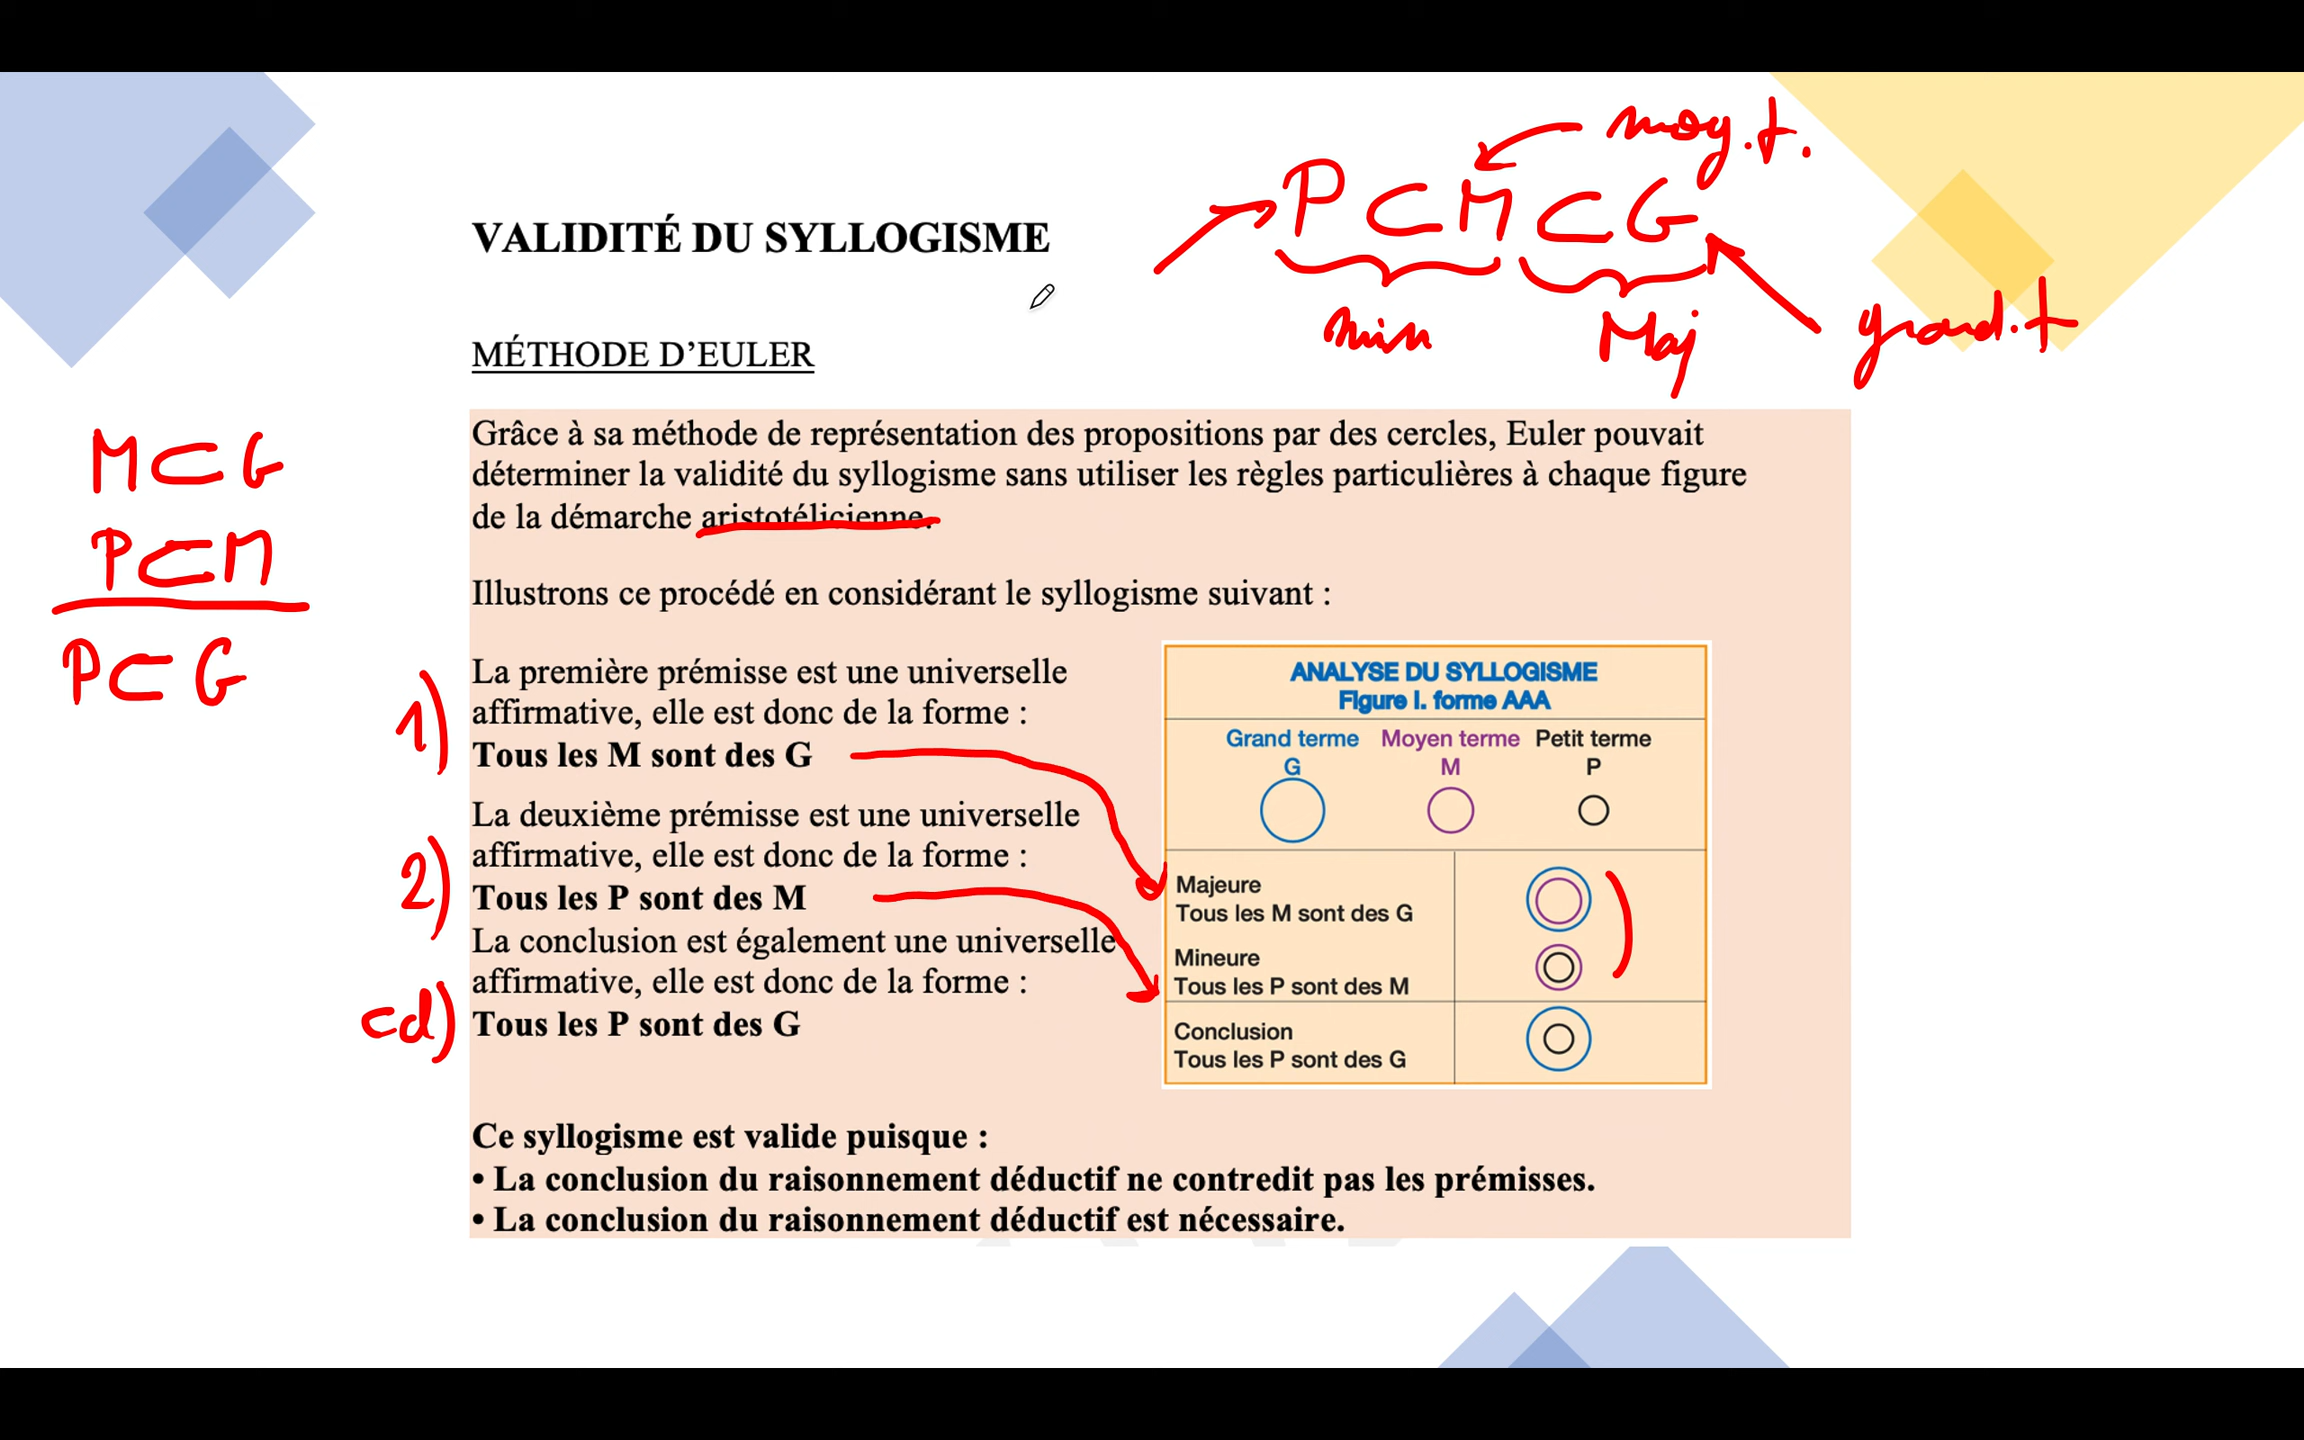 moy.t.
P ⊂ M ⊂ G
min
Maj
grand.t
VALIDITÉ DU SYLLOGISME
MÉTHODE D’EULER
M ⊂ G
P ⊂ M
P ⊂ G
Grâce à sa méthode de représentation des propositions par des cercles, Euler pouvait
déterminer la validité du syllogisme sans utiliser les règles particulières à chaque figure
de la démarche aristotélicienne.
Illustrons ce procédé en considérant le syllogisme suivant :
1)
La première prémisse est une universelle
affirmative, elle est donc de la forme :
Tous les M sont des G
2)
La deuxième prémisse est une universelle
affirmative, elle est donc de la forme :
Tous les P sont des M
La conclusion est également une universelle
affirmative, elle est donc de la forme :
cd)
Tous les P sont des G
ANALYSE DU SYLLOGISME
Figure I. forme AAA
Grand terme Moyen terme Petit terme
G M P
Majeure
Tous les M sont des G
Mineure
Tous les P sont des M
Conclusion
Tous les P sont des G
Ce syllogisme est valide puisque :
• La conclusion du raisonnement déductif ne contredit pas les prémisses.
• La conclusion du raisonnement déductif est nécessaire.